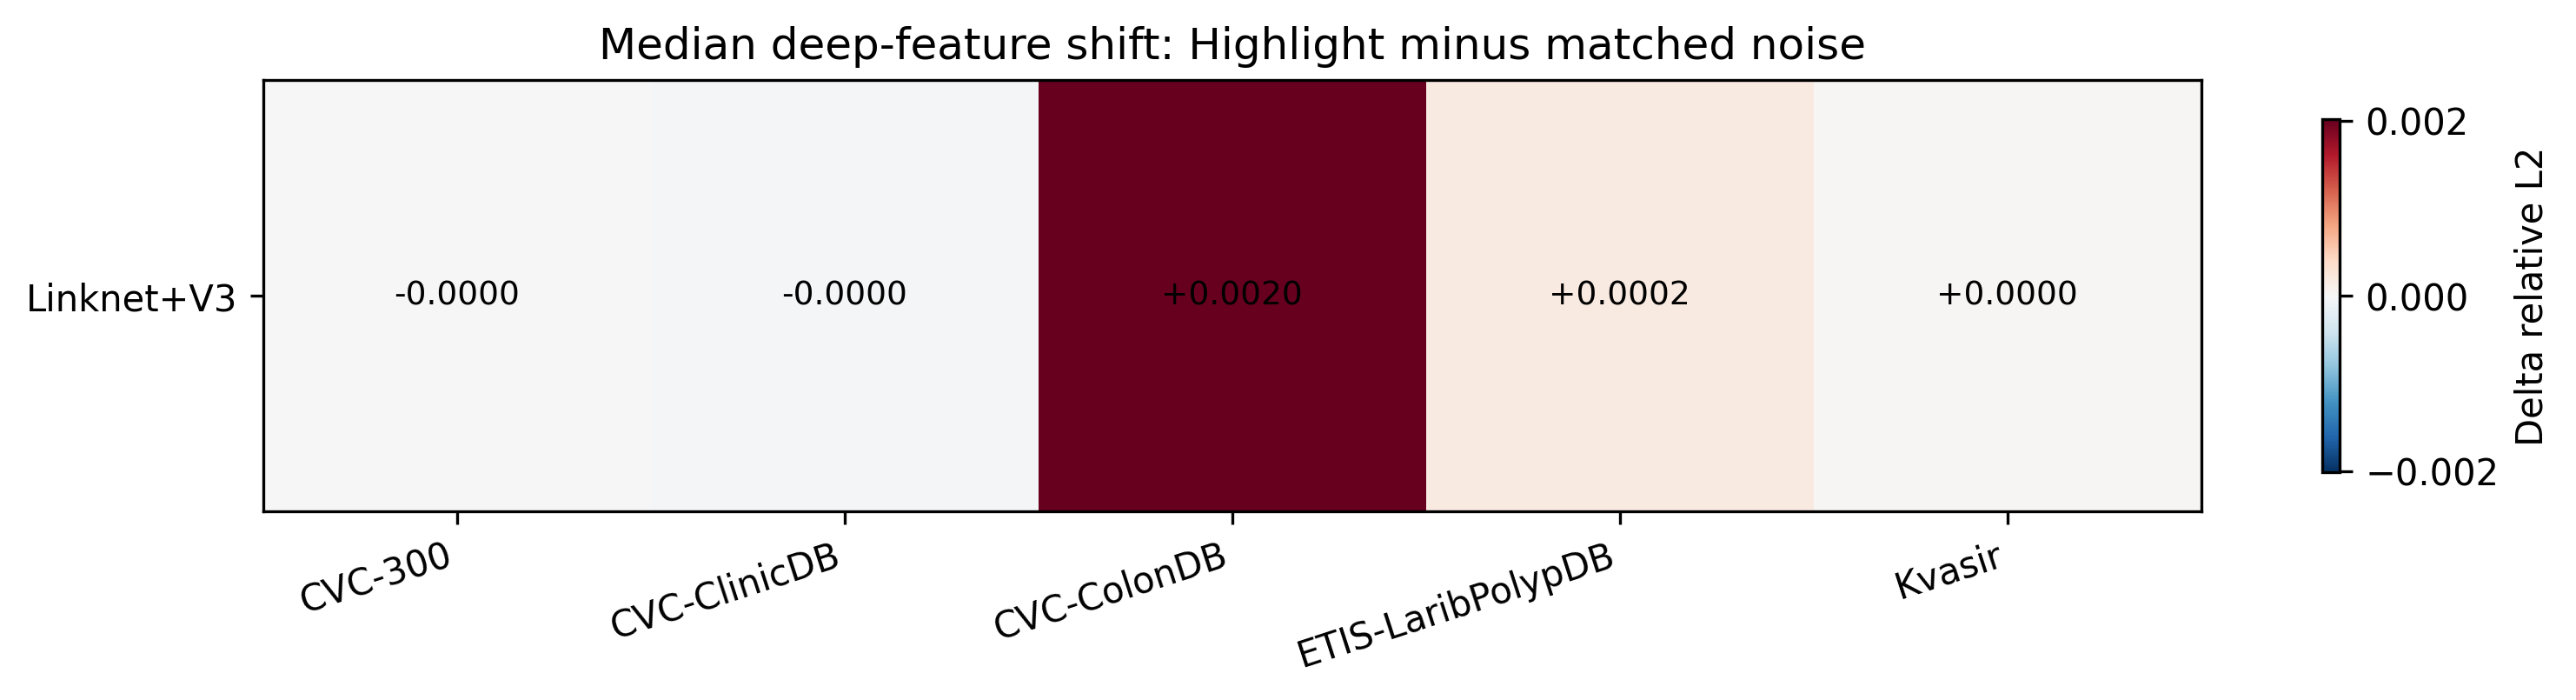 Median deep-feature shift: Highlight minus matched noise
Linknet+V3
-0.0000
-0.0000
+0.0020
+0.0002
+0.0000
CVC-300
CVC-ClinicDB
CVC-ColonDB
ETIS-LaribPolypDB
Kvasir
0.002
0.000
−0.002
Delta relative L2